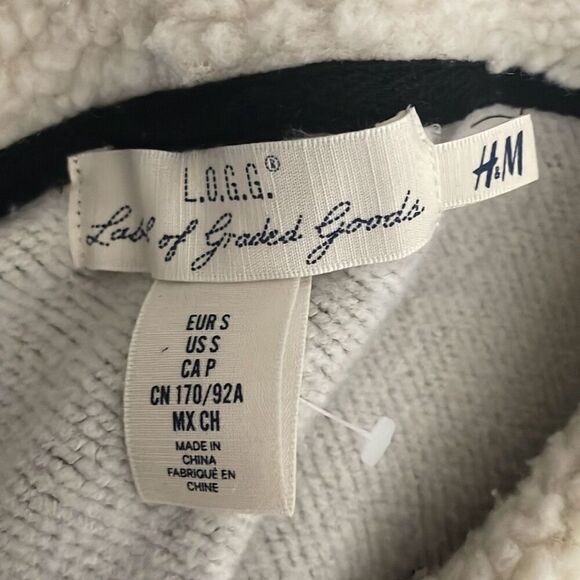 L.O.G.G.®
Label of Graded Goods
H&M
EUR S
US S
CA P
CN 170/92A
MX CH
MADE IN
CHINA
FABRIQUÉ EN
CHINE